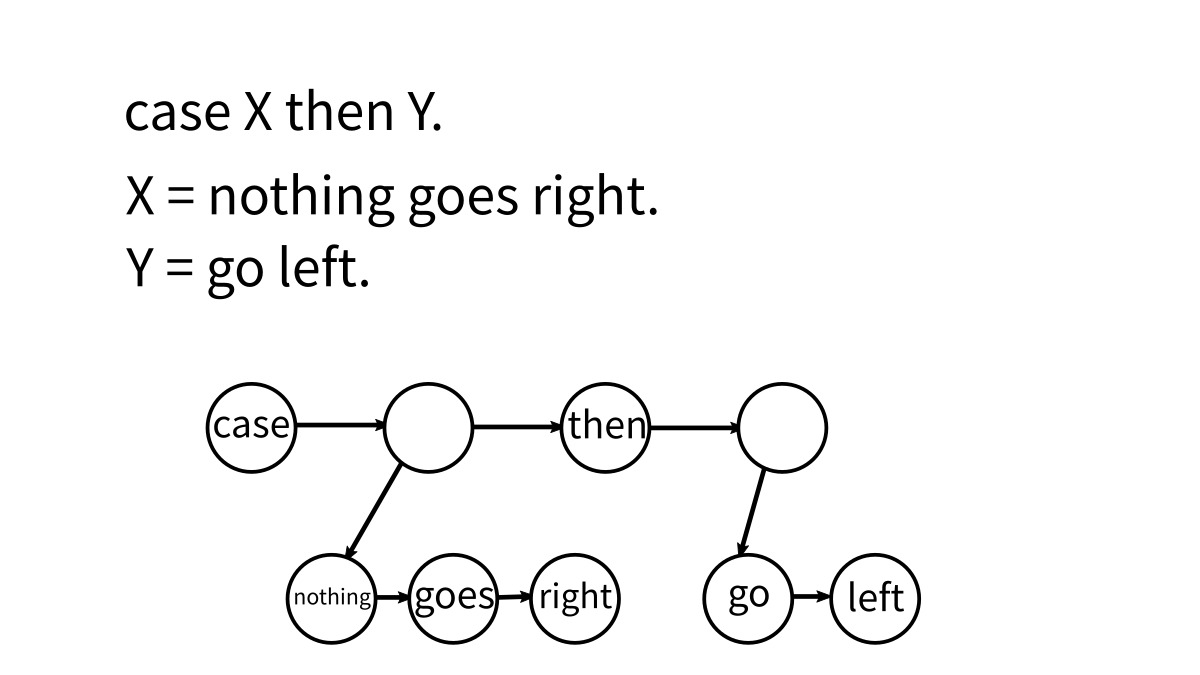 case X then Y.
X = nothing goes right.
Y = go left.
case then
nothing goes right go left